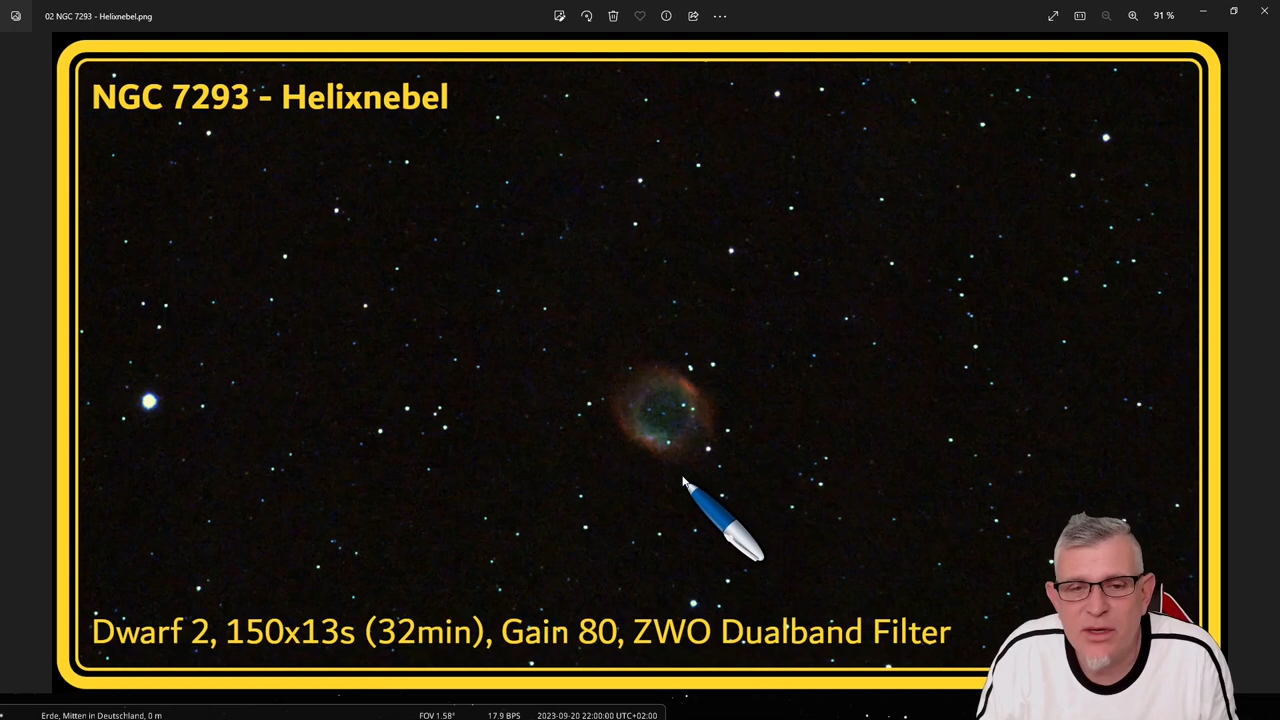 02 NGC 7293 - Helixnebel.png
91 %
NGC 7293 - Helixnebel
Dwarf 2, 150x13s (32min), Gain 80, ZWO Dualband Filter
Erde, Mitten in Deutschland, 0 m
FOV 1.58°
17.9 BPS
2023-09-20 22:00:00 UTC+02:00